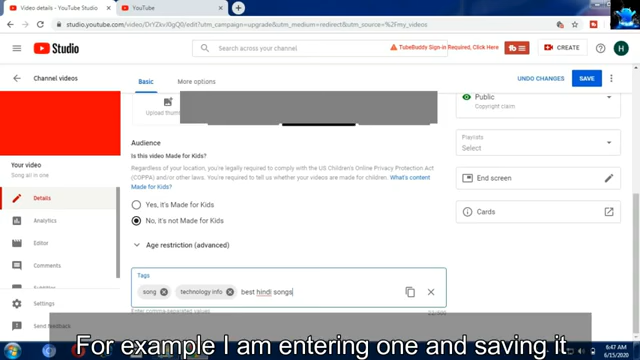 Video details - YouTube Studio
YouTube
studio.youtube.com/video/DrYZxI0gQ0/edit?utm_campaign=upgrade&utm_medium=redirect&utm_source=%2Fmy_videos
Studio
Search across your channel
TubeBuddy Sign-in Required, Click Here
CREATE
H
Channel videos
Basic
More options
UNDO CHANGES
SAVE
Upload thum
Public
Copyright claim
Audience
Is this video Made for Kids?
Regardless of your location, you're legally required to comply with the US Children's Online Privacy Protection Act
(COPPA) and/or other laws. You're required to tell us whether your videos are made for children. What's content
Made for Kids?
Playlists
Select
Your video
Song all in one
End screen
Details
Yes, it's Made for Kids
Cards
Analytics
No, it's not Made for Kids
Editor
Age restriction (advanced)
Comments
Tags
song
technology info
best hindi songs
Settings
Enter comma-separated values
Send feedback
For example I am entering one and saving it
6:47 AM
6/15/2020